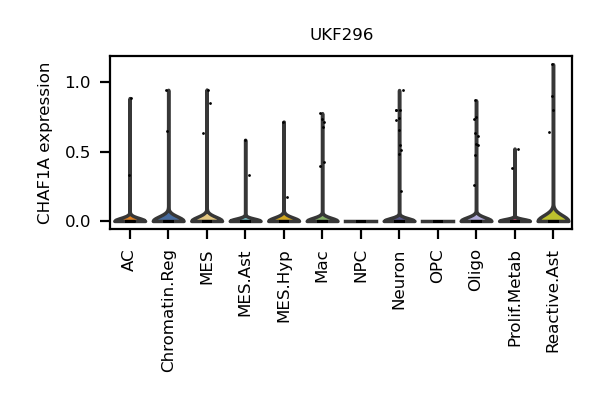 UKF296
CHAF1A expression
1.0
0.5
0.0
AC
Chromatin.Reg
MES
MES.Ast
MES.Hyp
Mac
NPC
Neuron
OPC
Oligo
Prolif.Metab
Reactive.Ast